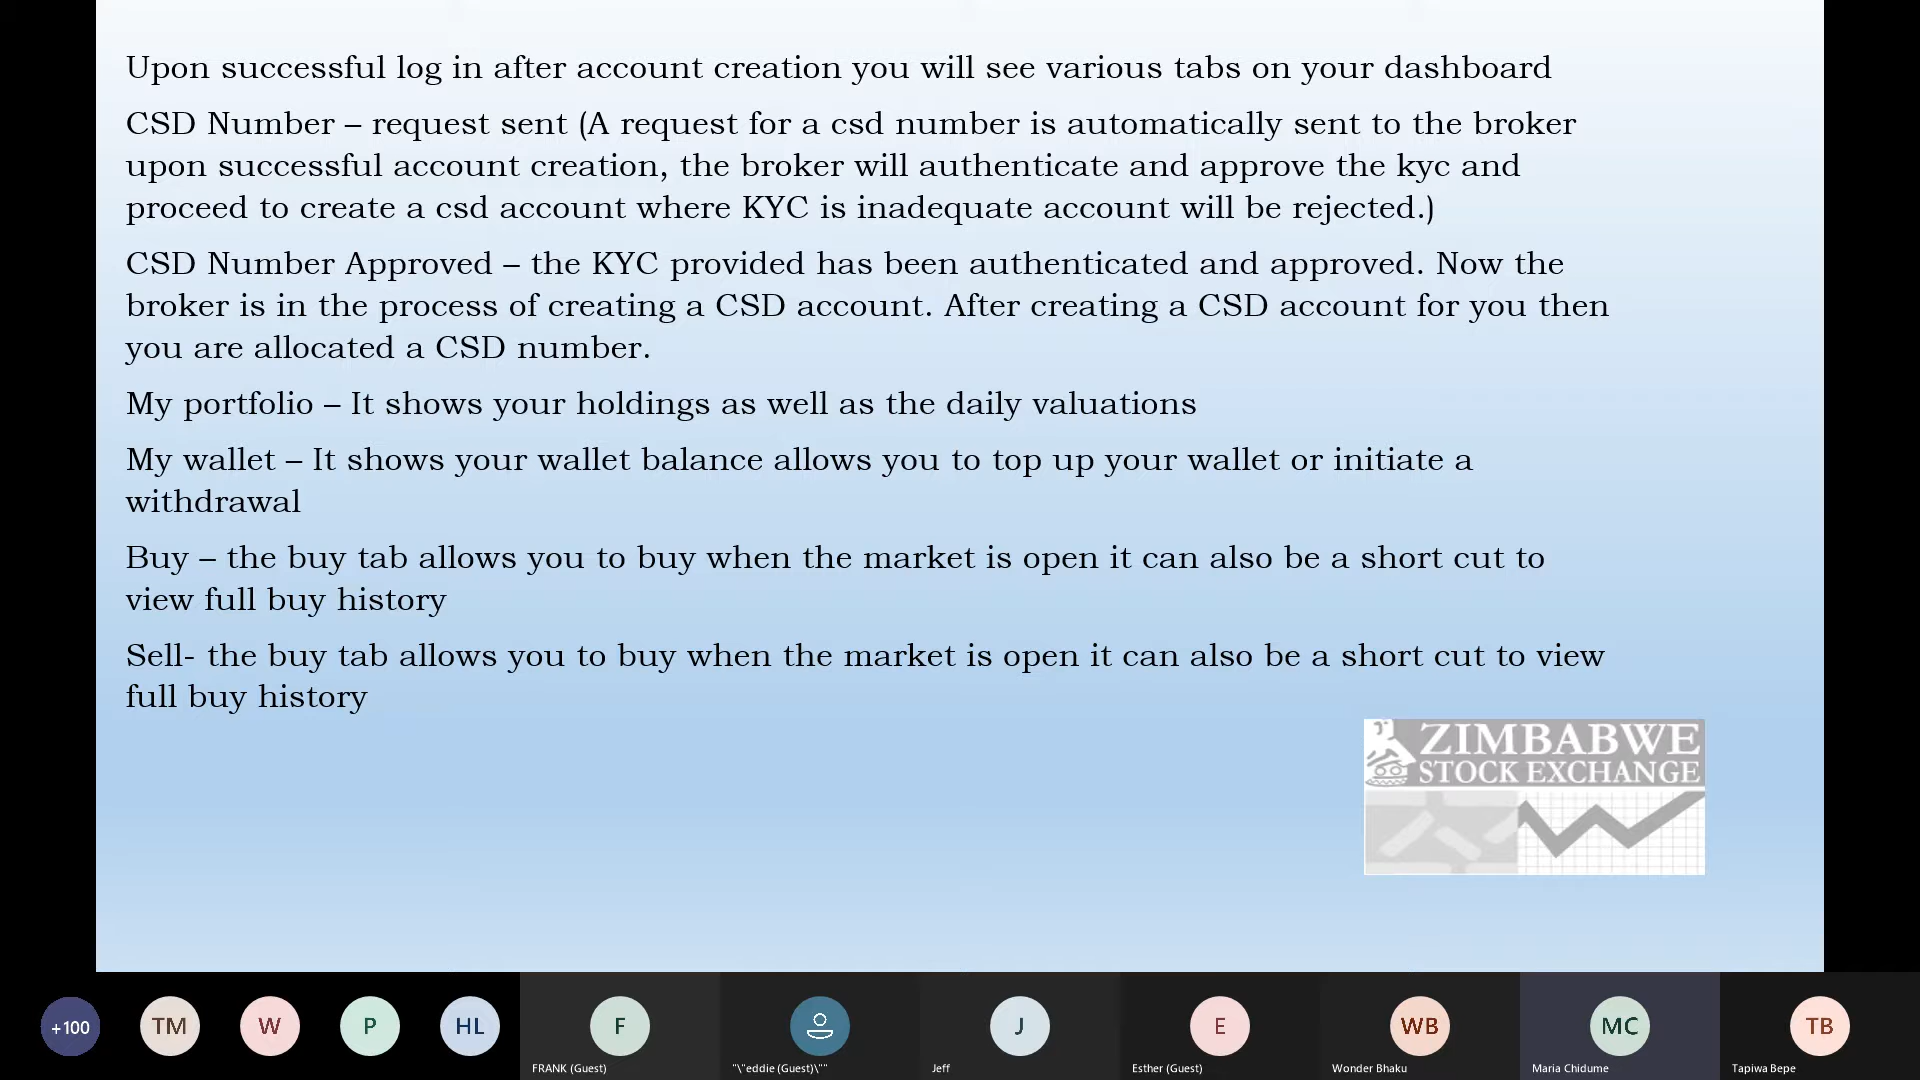 Upon successful log in after account creation you will see various tabs on your dashboard
CSD Number – request sent (A request for a csd number is automatically sent to the broker
upon successful account creation, the broker will authenticate and approve the kyc and
proceed to create a csd account where KYC is inadequate account will be rejected.)
CSD Number Approved – the KYC provided has been authenticated and approved. Now the
broker is in the process of creating a CSD account. After creating a CSD account for you then
you are allocated a CSD number.
My portfolio – It shows your holdings as well as the daily valuations
My wallet – It shows your wallet balance allows you to top up your wallet or initiate a
withdrawal
Buy – the buy tab allows you to buy when the market is open it can also be a short cut to
view full buy history
Sell- the buy tab allows you to buy when the market is open it can also be a short cut to view
full buy history
ZIMBABWE
STOCK EXCHANGE
+100 TM W P HL F J E WB MC TB
FRANK (Guest) "\"eddie (Guest)\"" Jeff Esther (Guest) Wonder Bhaku Maria Chidume Tapiwa Bepe